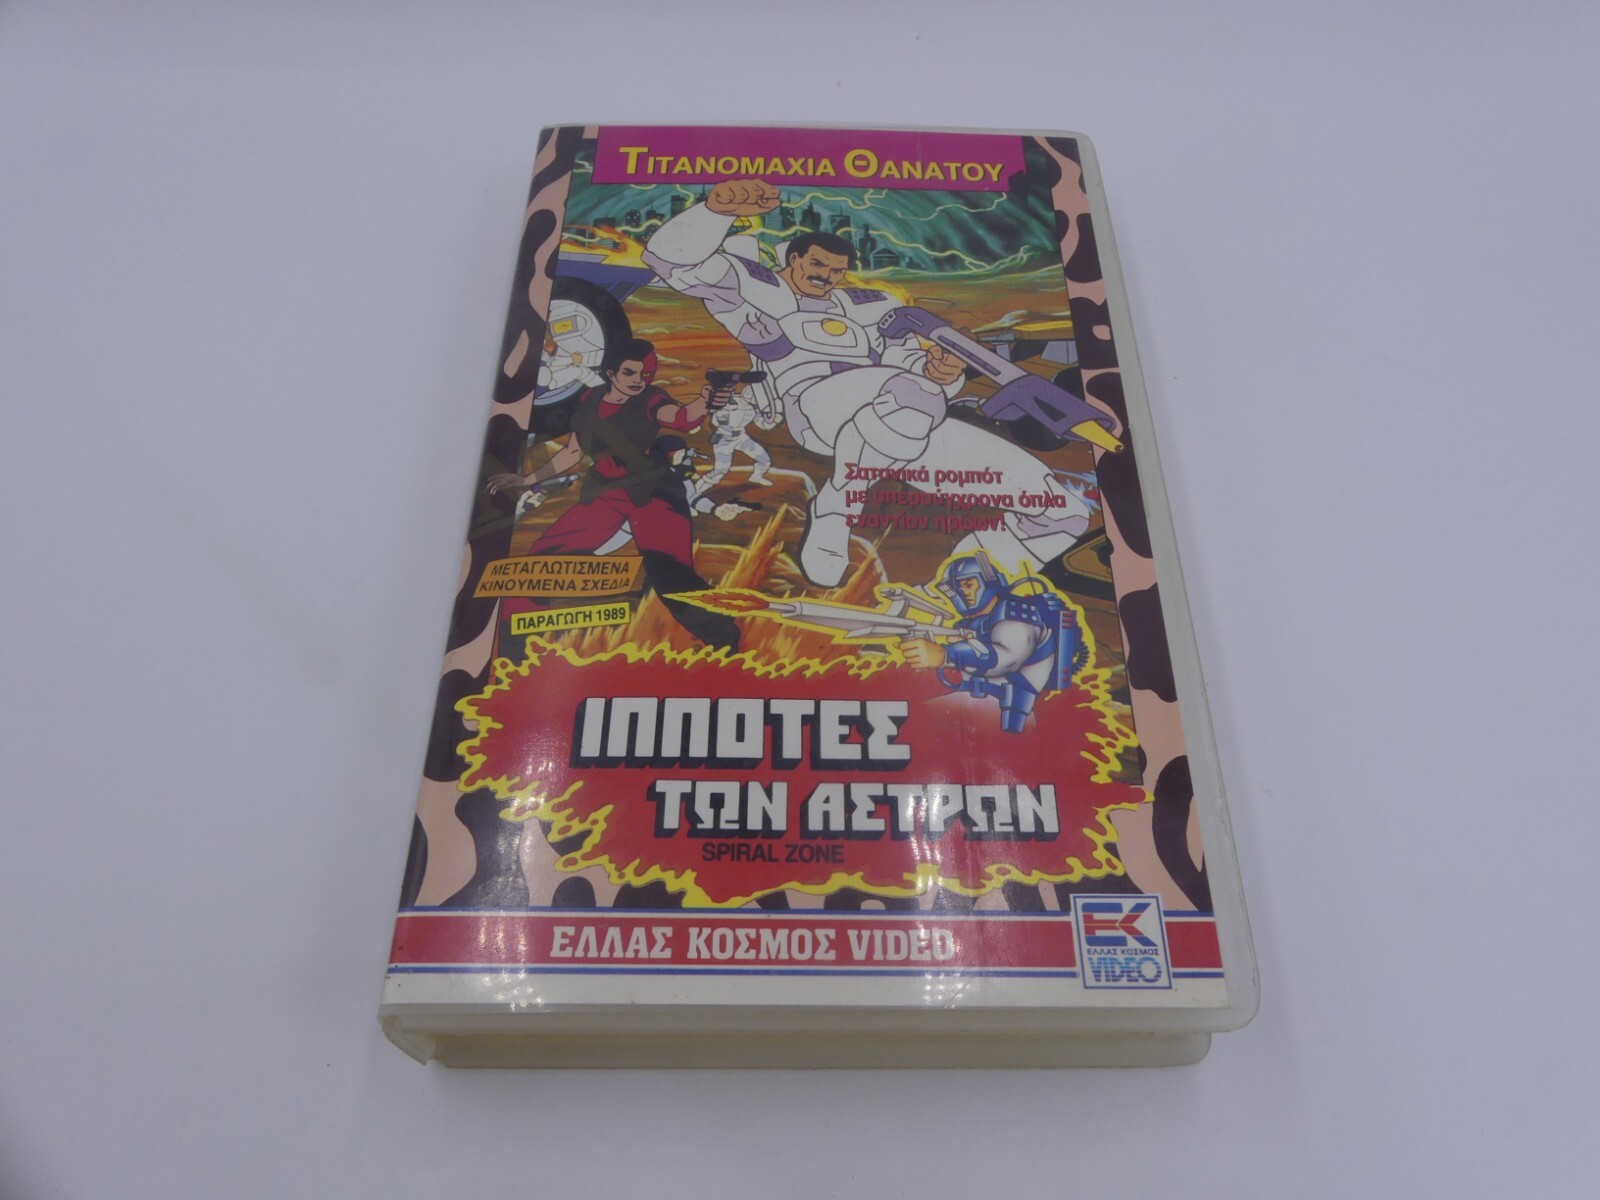 ΤΙΤΑΝΟΜΑΧΙΑ ΘΑΝΑΤΟΥ
Σατανικά ρομπότ
με υπερσύγχρονα όπλα
εναντίον ηρώων!
ΜΕΤΑΓΛΩΤΙΣΜΕΝΑ
ΚΙΝΟΥΜΕΝΑ ΣΧΕΔΙΑ
ΠΑΡΑΓΩΓΗ 1989
ΙΠΠΟΤΕΣ
ΤΩΝ ΑΣΤΡΩΝ
SPIRAL ZONE
ΕΛΛΑΣ ΚΟΣΜΟΣ VIDEO
ΕΚ
ΕΛΛΑΣ ΚΟΣΜΟΣ
VIDEO